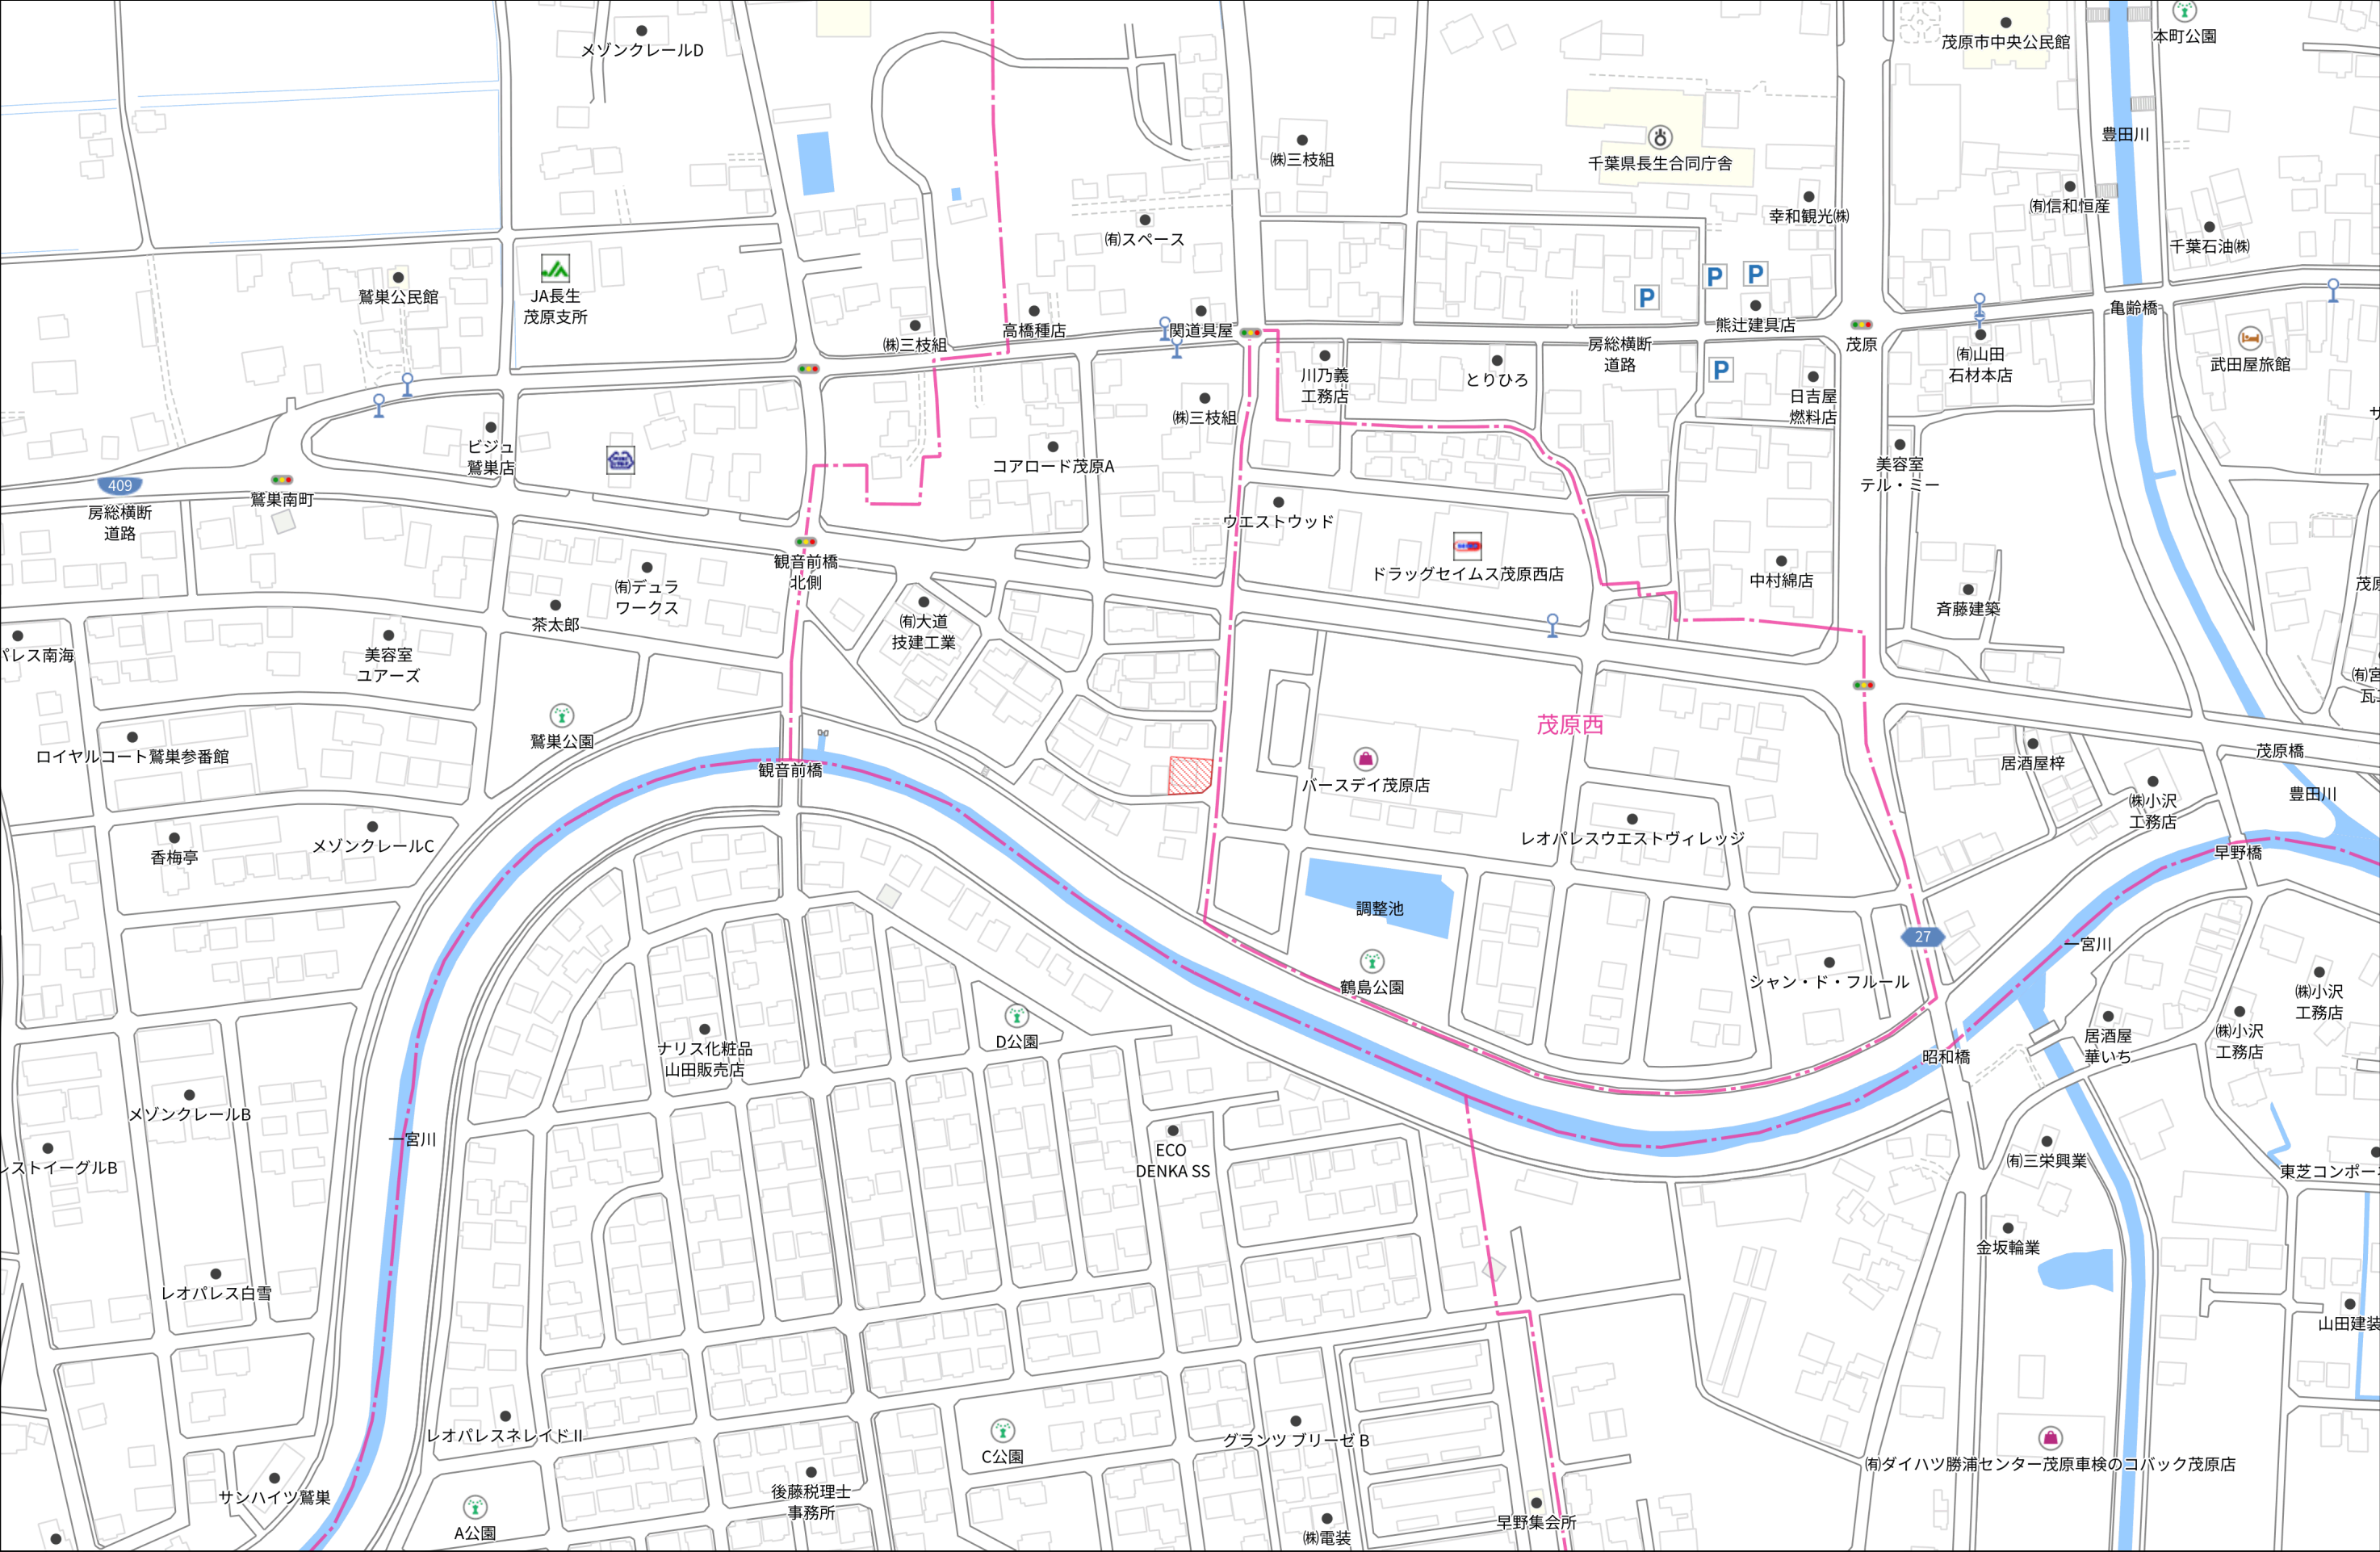 メゾンクレールD
茂原市中央公民館
本町公園
豊田川
㈱三枝組
千葉県長生合同庁舎
幸和観光㈱
㈲信和恒産
千葉石油㈱
㈲スペース
鷲巣公民館
JA長生
茂原支所
㈱三枝組
高橋種店
関道具屋
熊辻建具店
亀齢橋
川乃義
工務店
とりひろ
房総横断
道路
茂原
㈲山田
石材本店
武田屋旅館
日吉屋
燃料店
㈱三枝組
ビジュ
鷲巣店
コアロード茂原A
美容室
テル・ミー
409
鷲巣南町
房総横断
道路
ウエストウッド
観音前橋
北側
ドラッグセイムス茂原西店
中村綿店
㈲デュラ
ワークス
茶太郎
㈲大道
技建工業
斉藤建築
パレス南海
美容室
ユアーズ
鷲巣公園
茂原西
ロイヤルコート鷲巣参番館
観音前橋
バースデイ茂原店
居酒屋梓
茂原橋
㈱小沢
工務店
豊田川
香梅亭
メゾンクレールC
レオパレスウエストヴィレッジ
早野橋
調整池
27
一宮川
鶴島公園
シャン・ド・フルール
㈱小沢
工務店
㈱小沢
工務店
D公園
ナリス化粧品
山田販売店
居酒屋
華いち
昭和橋
メゾンクレールB
一宮川
ECO
DENKA SS
レストイーグルB
㈲三栄興業
東芝コンポー
金坂輪業
レオパレス白雪
山田建装
レオパレスネレイドⅡ
C公園
グランツ ブリーゼ B
㈲ダイハツ勝浦センター茂原車検のコバック茂原店
サンハイツ鷲巣
後藤税理士
事務所
A公園
㈱電装
早野集会所
P
P
P
P